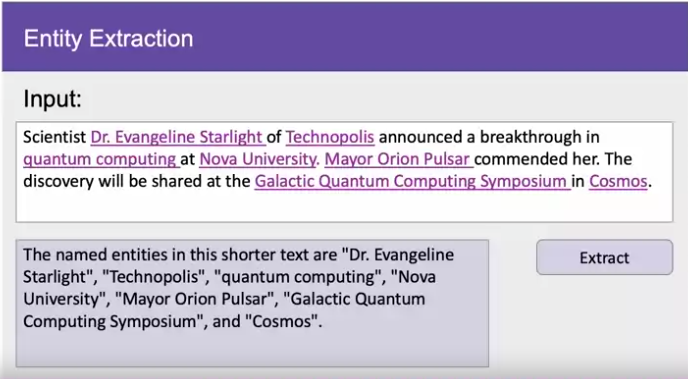 Entity Extraction
Input:
Scientist Dr. Evangeline Starlight of Technopolis announced a breakthrough in
quantum computing at Nova University. Mayor Orion Pulsar commended her. The
discovery will be shared at the Galactic Quantum Computing Symposium in Cosmos.
The named entities in this shorter text are "Dr. Evangeline
Starlight", "Technopolis", "quantum computing", "Nova
University", "Mayor Orion Pulsar", "Galactic Quantum
Computing Symposium", and "Cosmos".
Extract